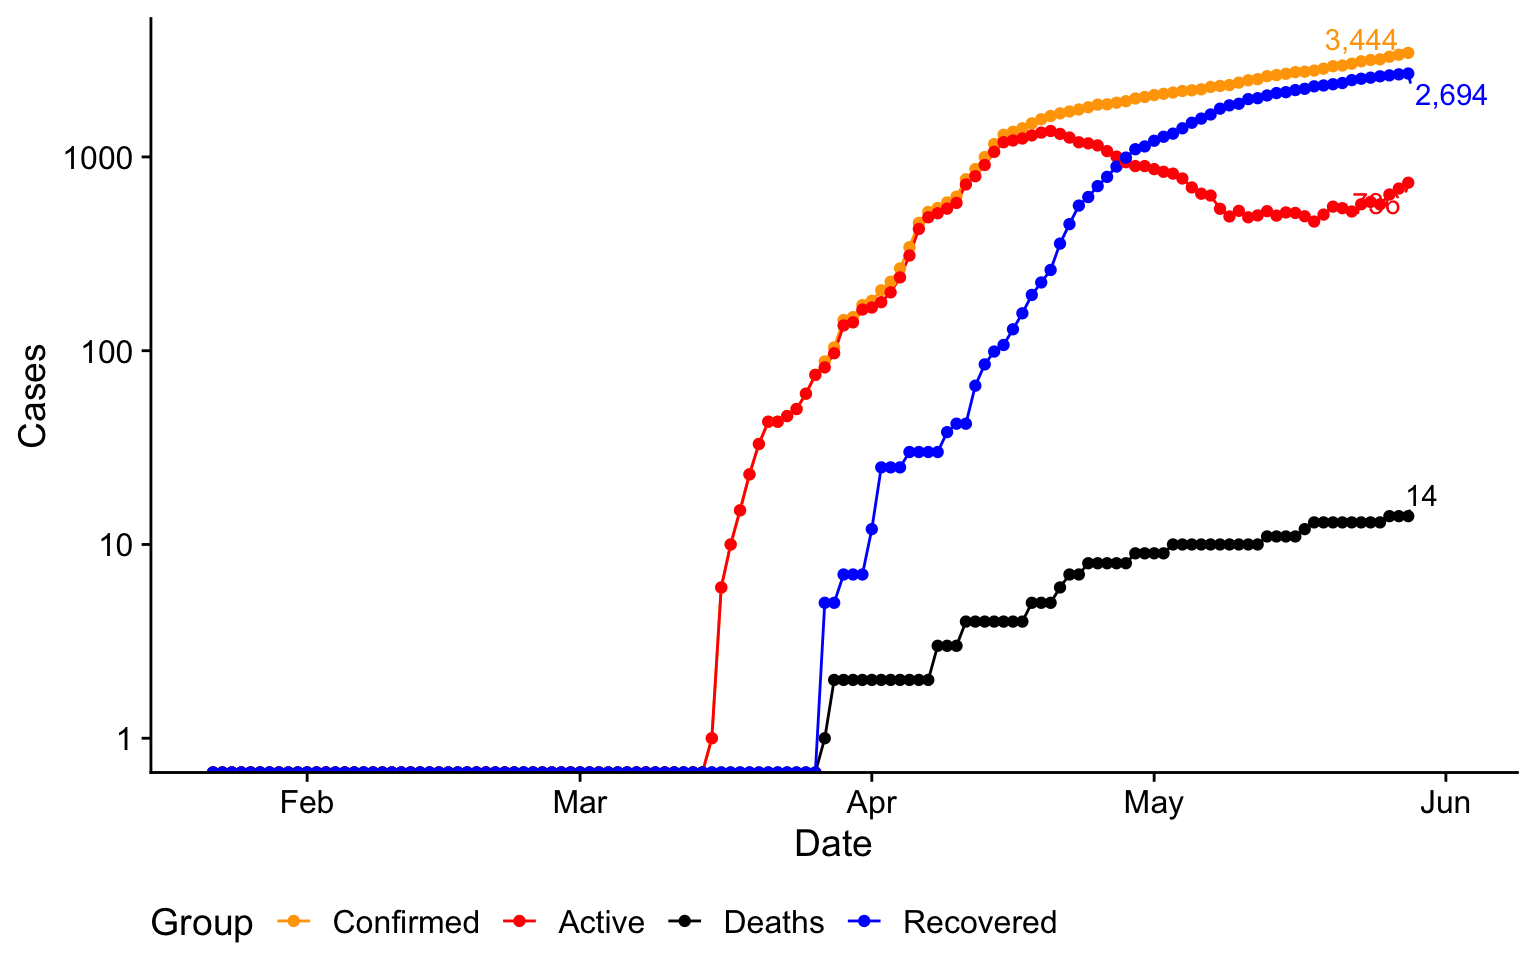 3,444
2,694
1000
736
100
Cases
14
10
1
Feb Mar Apr May Jun
Date
Group Confirmed Active Deaths Recovered